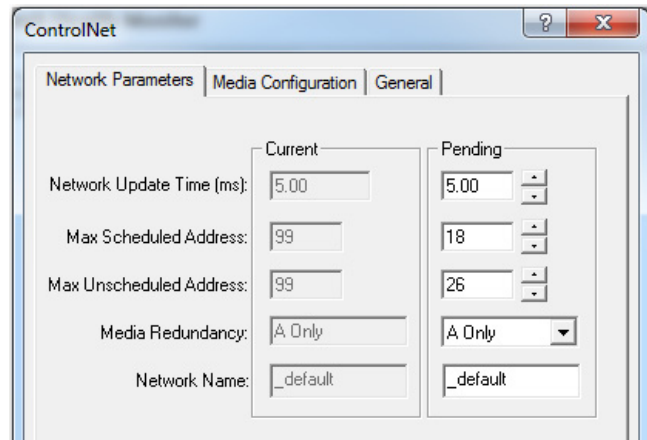 ControlNet
Network Parameters Media Configuration General
Current Pending
Network Update Time (ms): 5.00 5.00
Max Scheduled Address: 99 18
Max Unscheduled Address: 99 26
Media Redundancy: A Only A Only
Network Name: _default _default